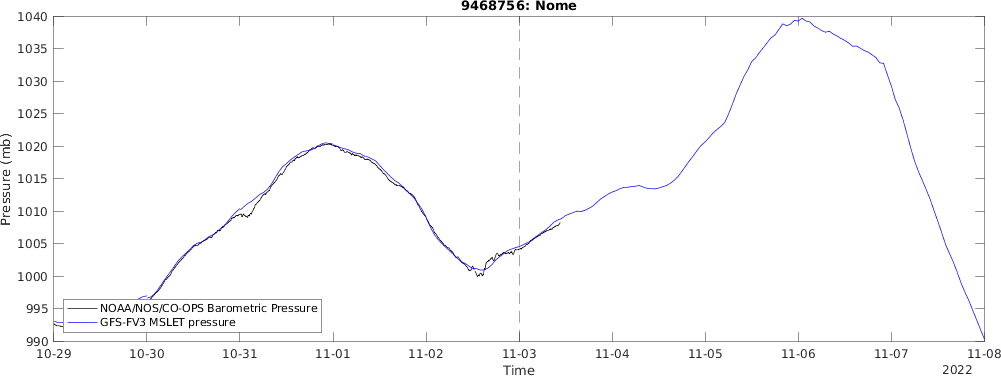 9468756: Nome
1040
1035
1030
1025
1020
1015
1010
1005
1000
995
990
Pressure (mb)
NOAA/NOS/CO-OPS Barometric Pressure
GFS-FV3 MSLET pressure
10-29 10-30 10-31 11-01 11-02 11-03 11-04 11-05 11-06 11-07 11-08
Time
2022